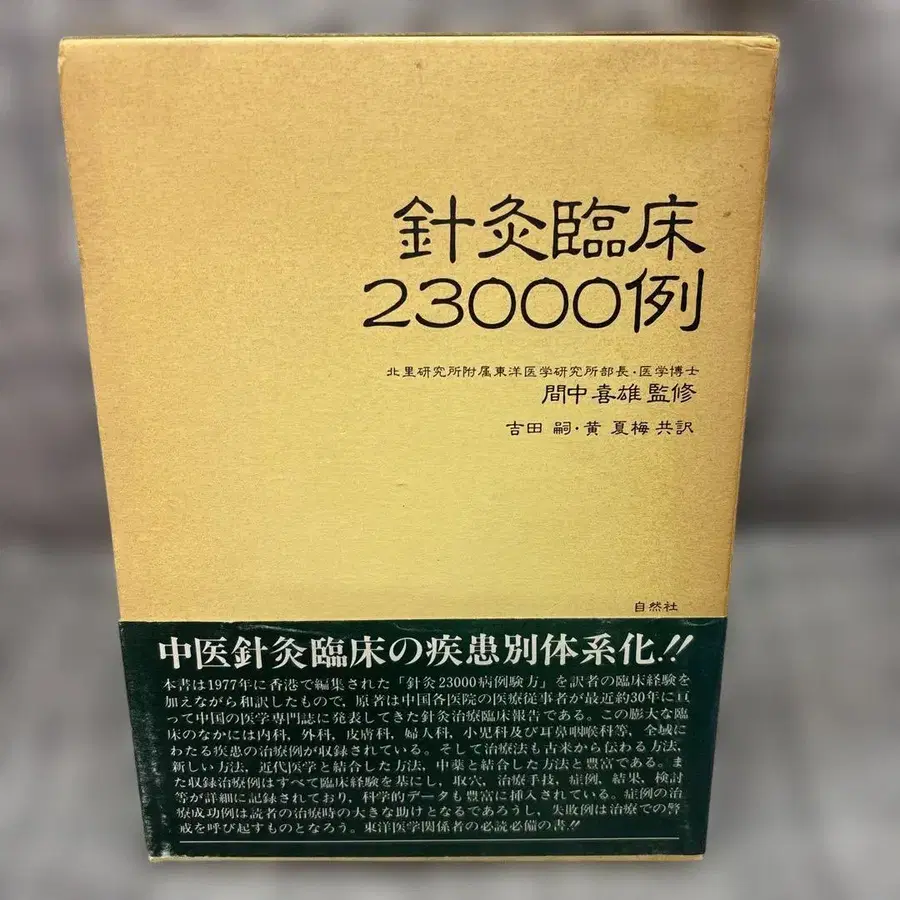 針灸臨床
23000例
北里研究所附属東洋医学研究所部長・医学博士
間中喜雄 監修
吉田 嗣・黄 夏梅 共訳
自然社
中医針灸臨床の疾患別体系化!!
本書は1977年に香港で編集された「針灸23000病例験方」を訳者の臨床経験を
加えながら和訳したもので，原著は中国各医院の医療従事者が最近約30年に亘
って中国の医学専門誌に発表してきた針灸治療臨床報告である。この膨大な臨
床のなかには内科，外科，皮膚科，婦人科，小児科及び耳鼻咽喉科等，全域に
わたる疾患の治療例が収録されている。そして治療法も古来から伝わる方法，
新しい方法，近代医学と結合した方法，中薬と結合した方法と豊富である。ま
た収録治療例はすべて臨床経験を基にし，取穴，治療手技，症例，結果，検討
等が詳細に記録されており，科学的データも豊富に挿入されている。症例の治
療成功例は読者の治療時の大きな助けとなるであろうし，失敗例は治療での警
戒を呼び起すものとなろう。東洋医学関係者の必読必備の書!!